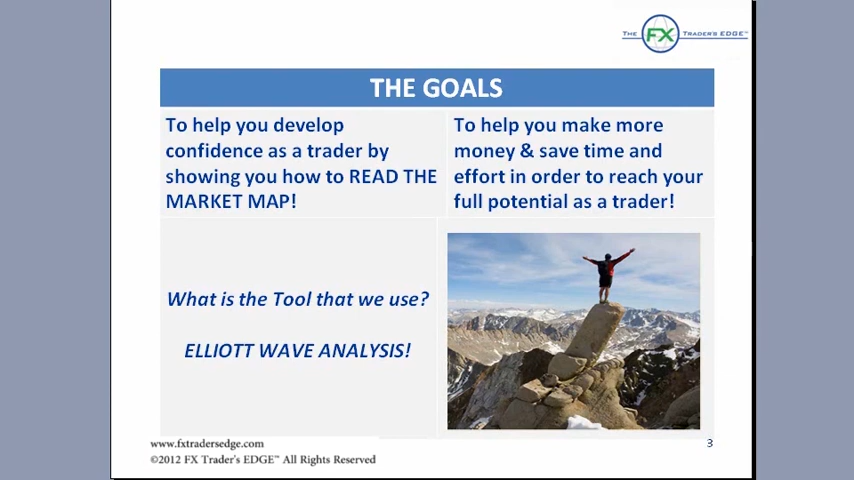 THE FX TRADER'S EDGE™
THE GOALS
To help you develop
confidence as a trader by
showing you how to READ THE
MARKET MAP!
To help you make more
money & save time and
effort in order to reach your
full potential as a trader!
What is the Tool that we use?
ELLIOTT WAVE ANALYSIS!
www.fxtradersedge.com
©2012 FX Trader's EDGE™ All Rights Reserved
3